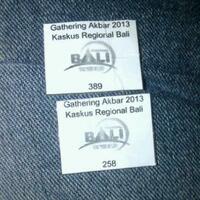 Gathering Akbar 2013
Kaskus Regional Bali
BALI
389
Gathering Akbar 2013
Kaskus Regional Bali
BALI
258